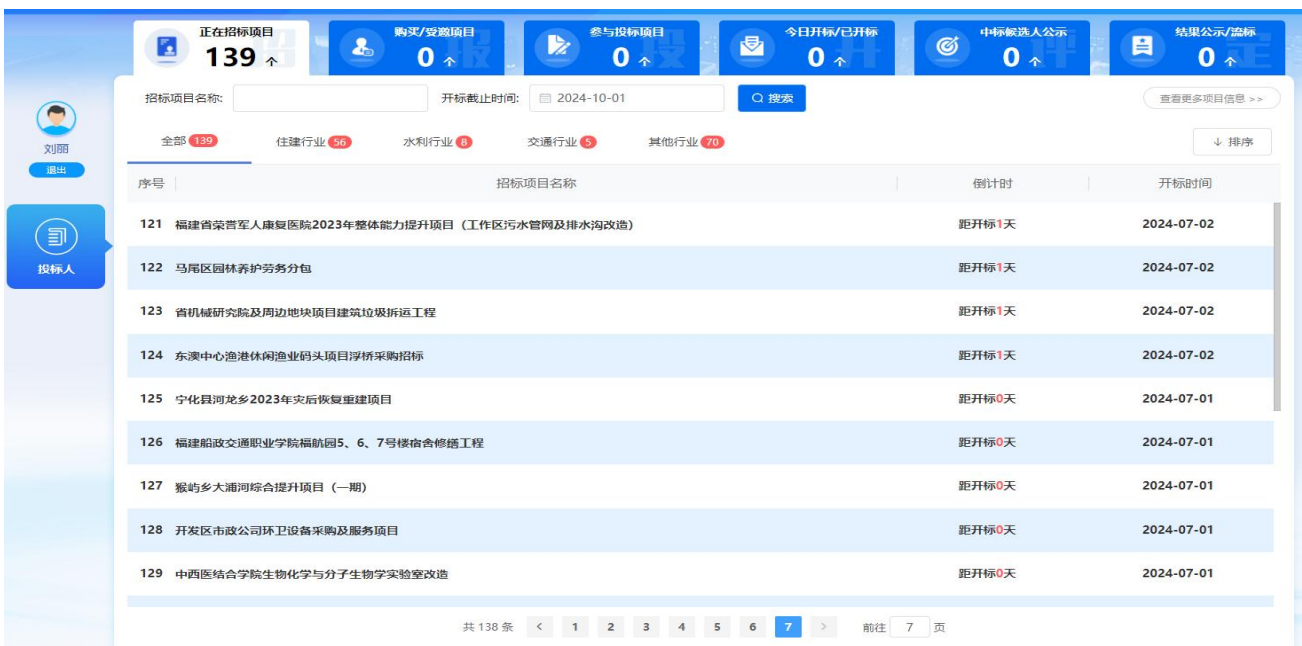 正在招标项目
139 个
购买/受邀项目
0 个
参与投标项目
0 个
今日开标/已开标
0 个
中标候选人公示
0 个
结果公示/流标
0 个
招标项目名称:
开标截止时间: 2024-10-01
搜索
查看更多项目信息 >>
刘丽
退出
投标人
全部 139 住建行业 56 水利行业 8 交通行业 5 其他行业 70
排序
序号 招标项目名称 倒计时 开标时间
121 福建省荣誉军人康复医院2023年整体能力提升项目（工作区污水管网及排水沟改造） 距开标1天 2024-07-02
122 马尾区园林养护劳务分包 距开标1天 2024-07-02
123 省机械研究院及周边地块项目建筑垃圾拆运工程 距开标1天 2024-07-02
124 东澳中心渔港休闲渔业码头项目浮桥采购招标 距开标1天 2024-07-02
125 宁化县河龙乡2023年灾后恢复重建项目 距开标0天 2024-07-01
126 福建船政交通职业学院福航园5、6、7号楼宿舍修缮工程 距开标0天 2024-07-01
127 猴屿乡大浦河综合提升项目（一期） 距开标0天 2024-07-01
128 开发区市政公司环卫设备采购及服务项目 距开标0天 2024-07-01
129 中西医结合学院生物化学与分子生物学实验室改造 距开标0天 2024-07-01
共 138 条 < 1 2 3 4 5 6 7 > 前往 7 页